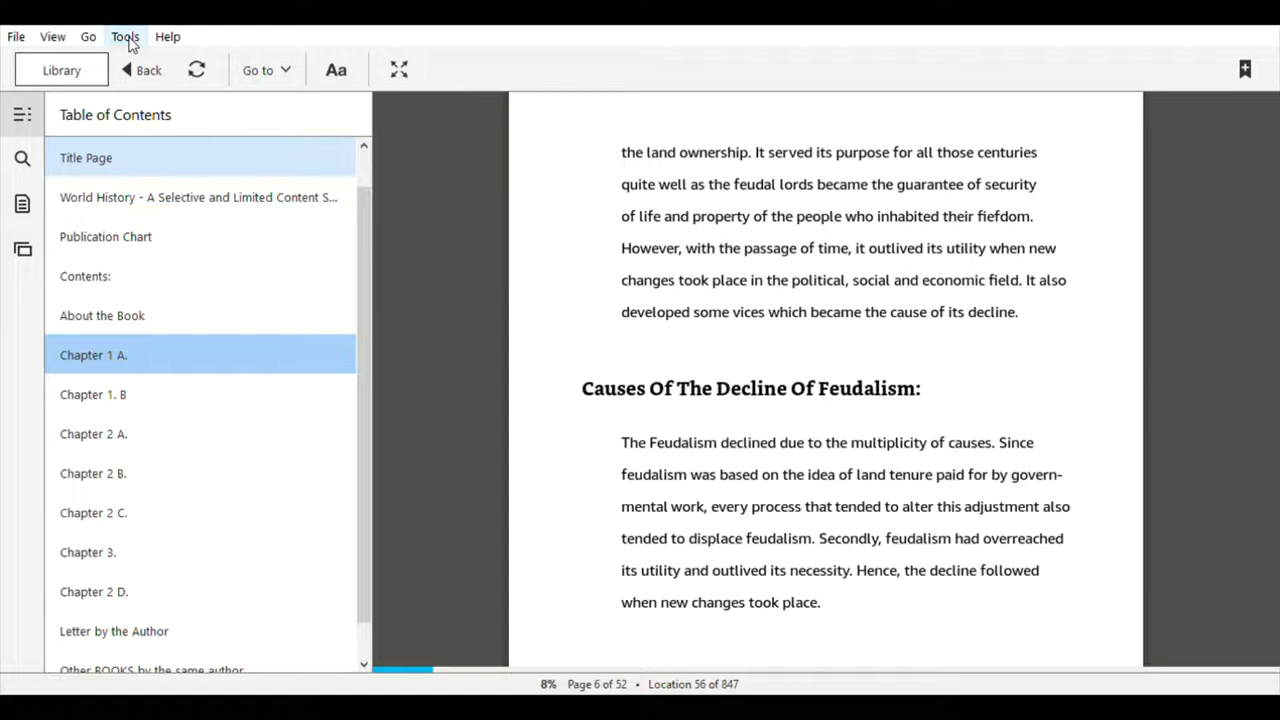 File View Go Tools Help
Library Back Go to Aa
Table of Contents
Title Page
World History - A Selective and Limited Content S...
Publication Chart
Contents:
About the Book
Chapter 1 A.
Chapter 1. B
Chapter 2 A.
Chapter 2 B.
Chapter 2 C.
Chapter 3.
Chapter 2 D.
Letter by the Author
Other BOOKS by the same author
the land ownership. It served its purpose for all those centuries
quite well as the feudal lords became the guarantee of security
of life and property of the people who inhabited their fiefdom.
However, with the passage of time, it outlived its utility when new
changes took place in the political, social and economic field. It also
developed some vices which became the cause of its decline.
Causes Of The Decline Of Feudalism:
The Feudalism declined due to the multiplicity of causes. Since
feudalism was based on the idea of land tenure paid for by govern-
mental work, every process that tended to alter this adjustment also
tended to displace feudalism. Secondly, feudalism had overreached
its utility and outlived its necessity. Hence, the decline followed
when new changes took place.
8% Page 6 of 52 • Location 56 of 847